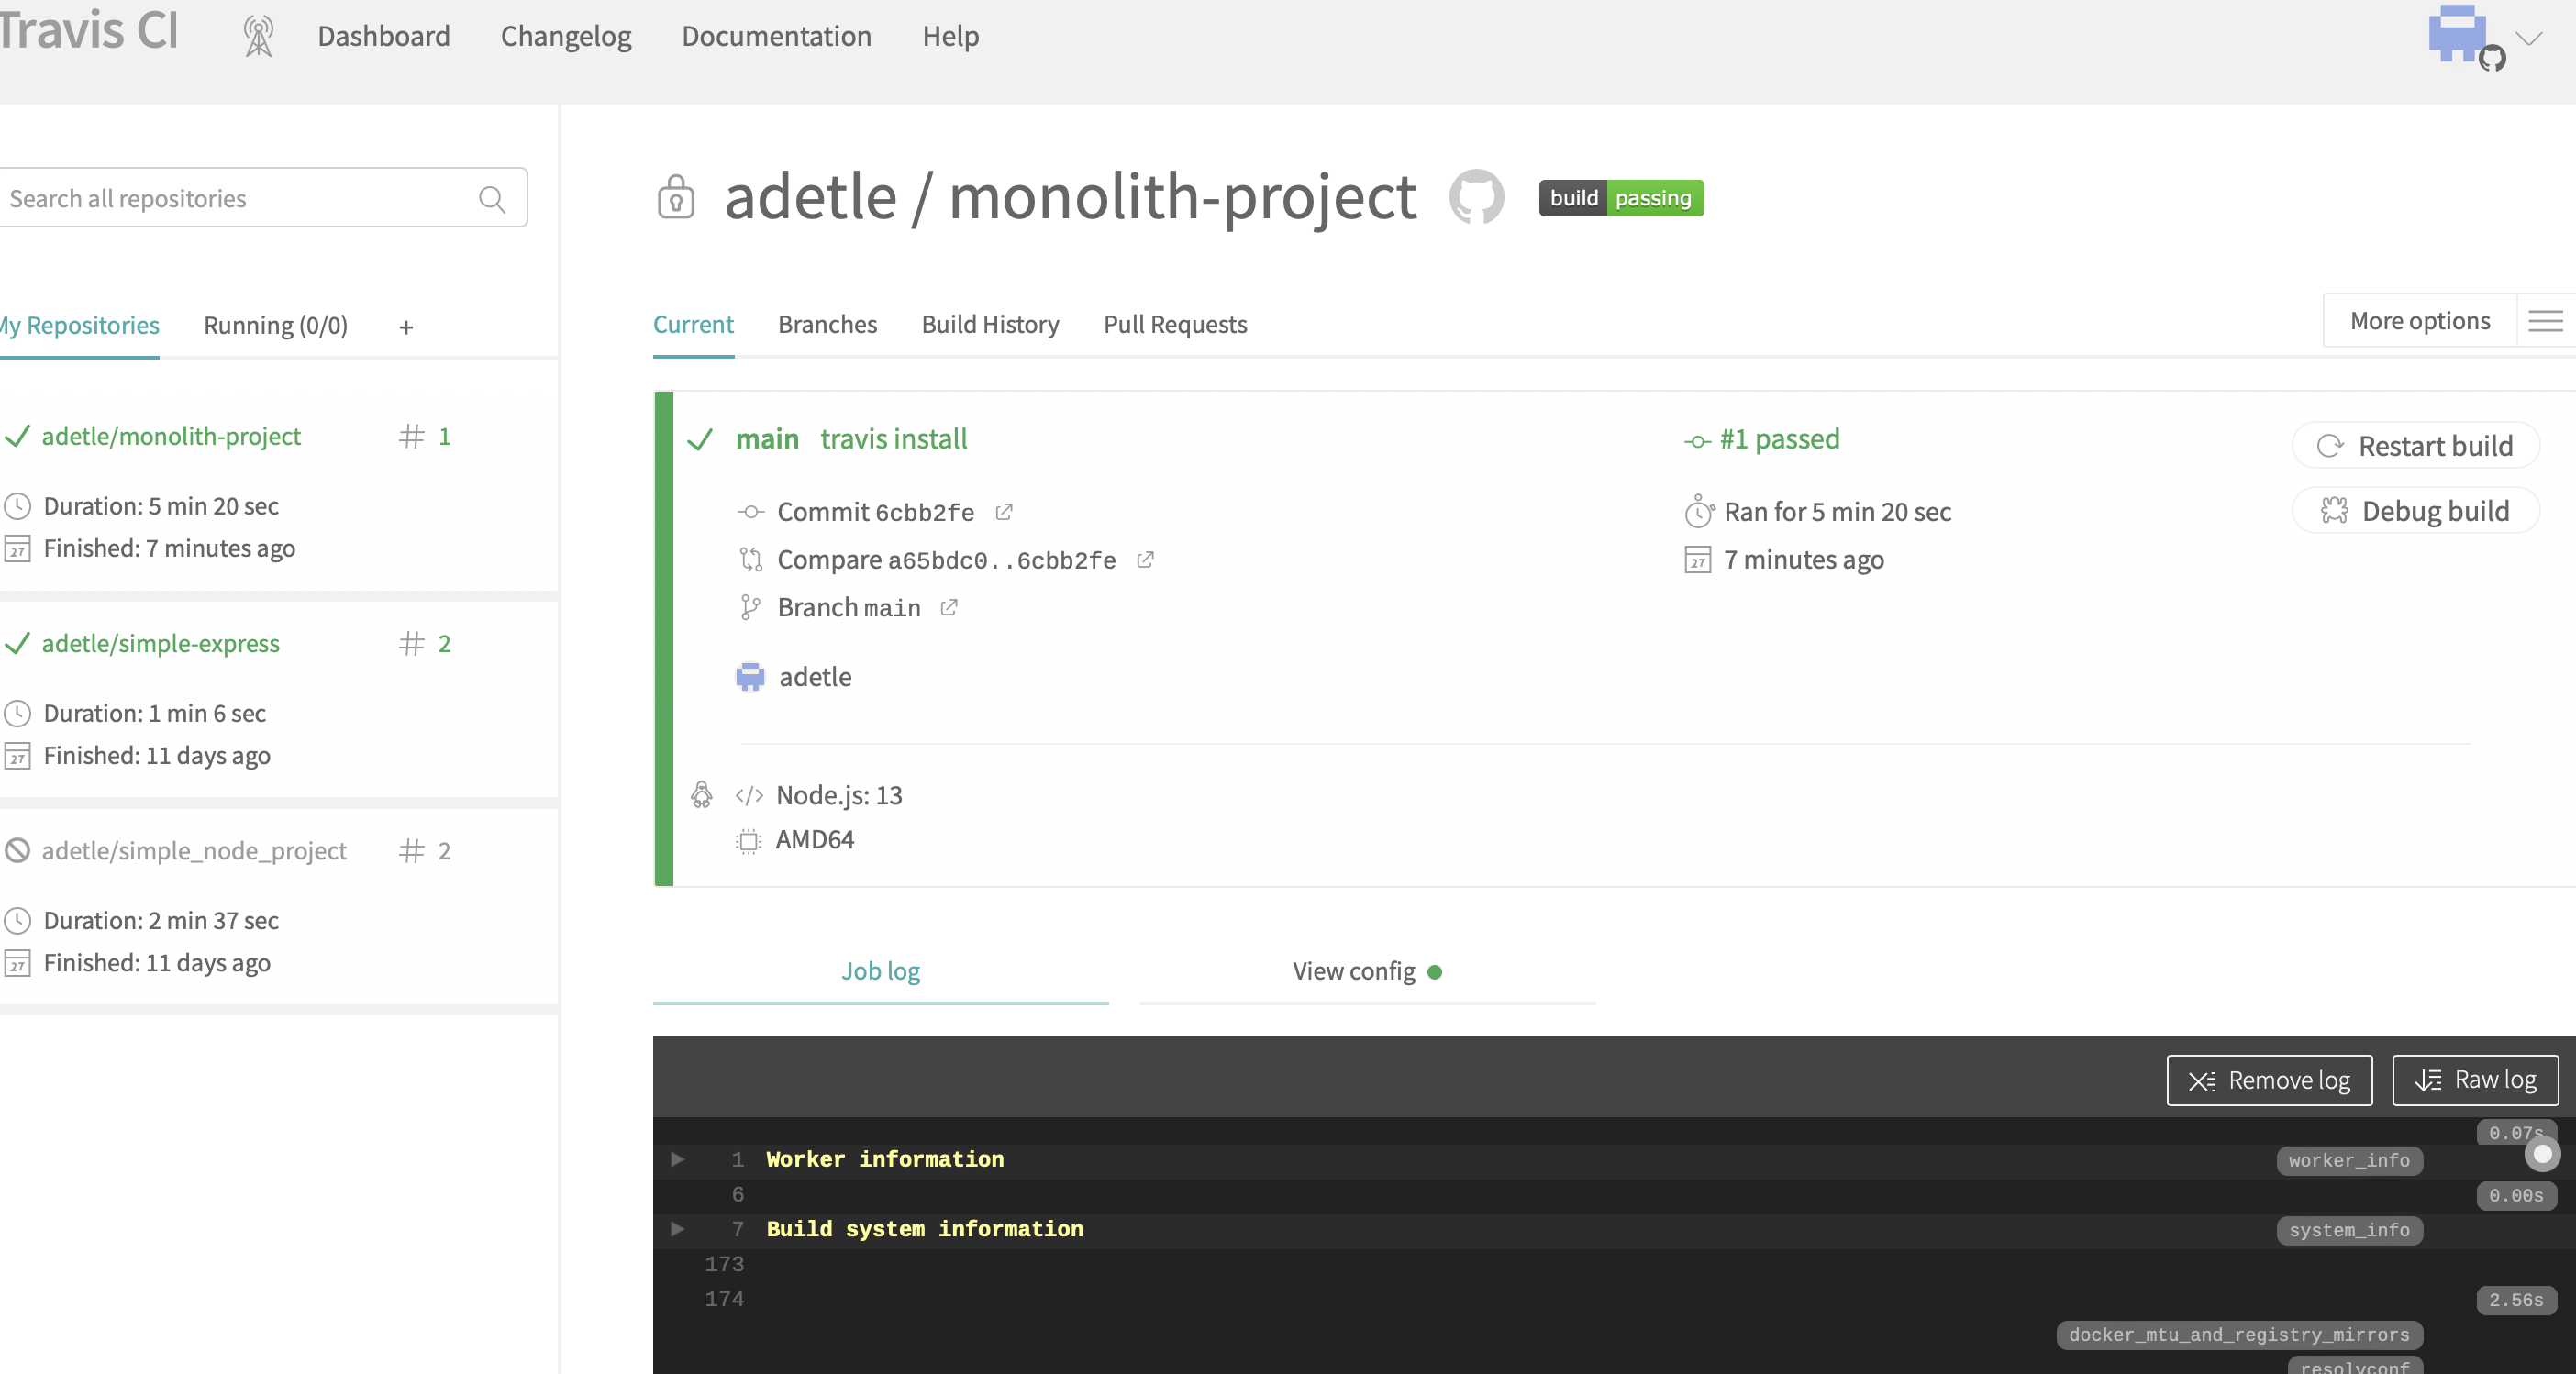 Travis CI
Dashboard
Changelog
Documentation
Help
Search all repositories
My Repositories
Running (0/0)
+
adetle/monolith-project
# 1
Duration: 5 min 20 sec
Finished: 7 minutes ago
adetle/simple-express
# 2
Duration: 1 min 6 sec
Finished: 11 days ago
adetle/simple_node_project
# 2
Duration: 2 min 37 sec
Finished: 11 days ago
adetle / monolith-project
build passing
Current
Branches
Build History
Pull Requests
More options
main travis install
Commit 6cbb2fe
Compare a65bdc0..6cbb2fe
Branch main
adetle
#1 passed
Ran for 5 min 20 sec
7 minutes ago
Restart build
Debug build
Node.js: 13
AMD64
Job log
View config
Remove log
Raw log
0.07s
1 Worker information
worker_info
6
0.00s
7 Build system information
system_info
173
174
2.56s
docker_mtu_and_registry_mirrors
resolvconf